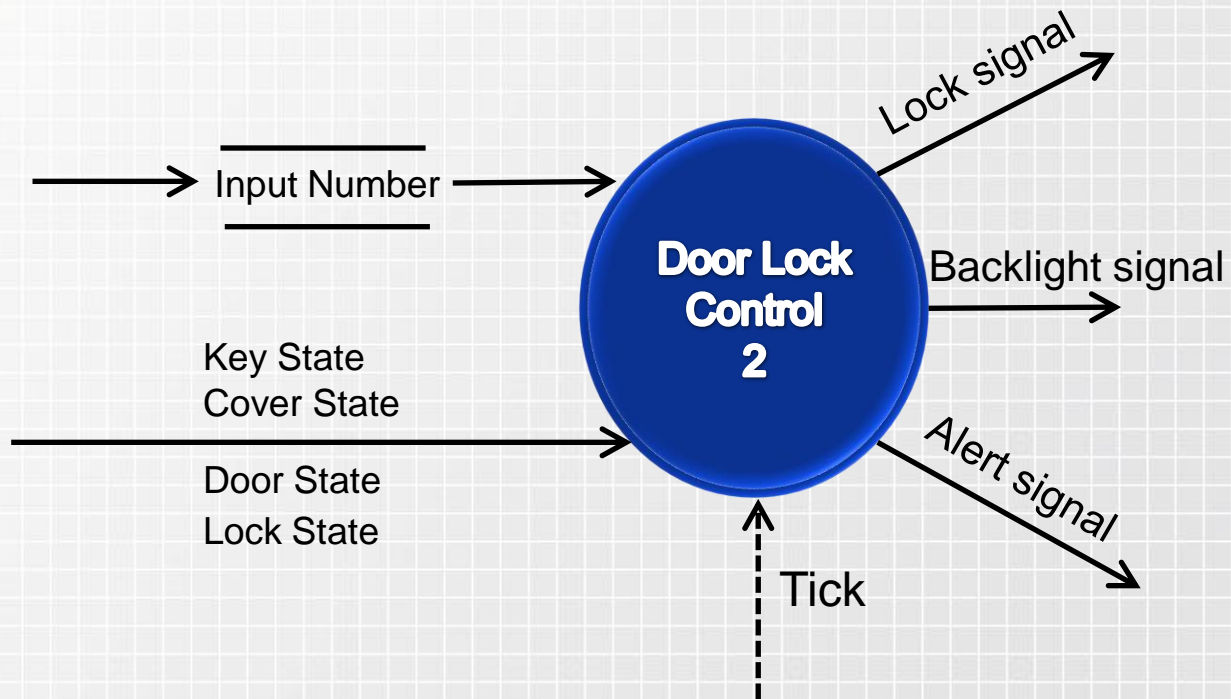 Lock signal
Input Number
Door Lock
Control
2
Backlight signal
Key State
Cover State
Door State
Lock State
Alert signal
Tick